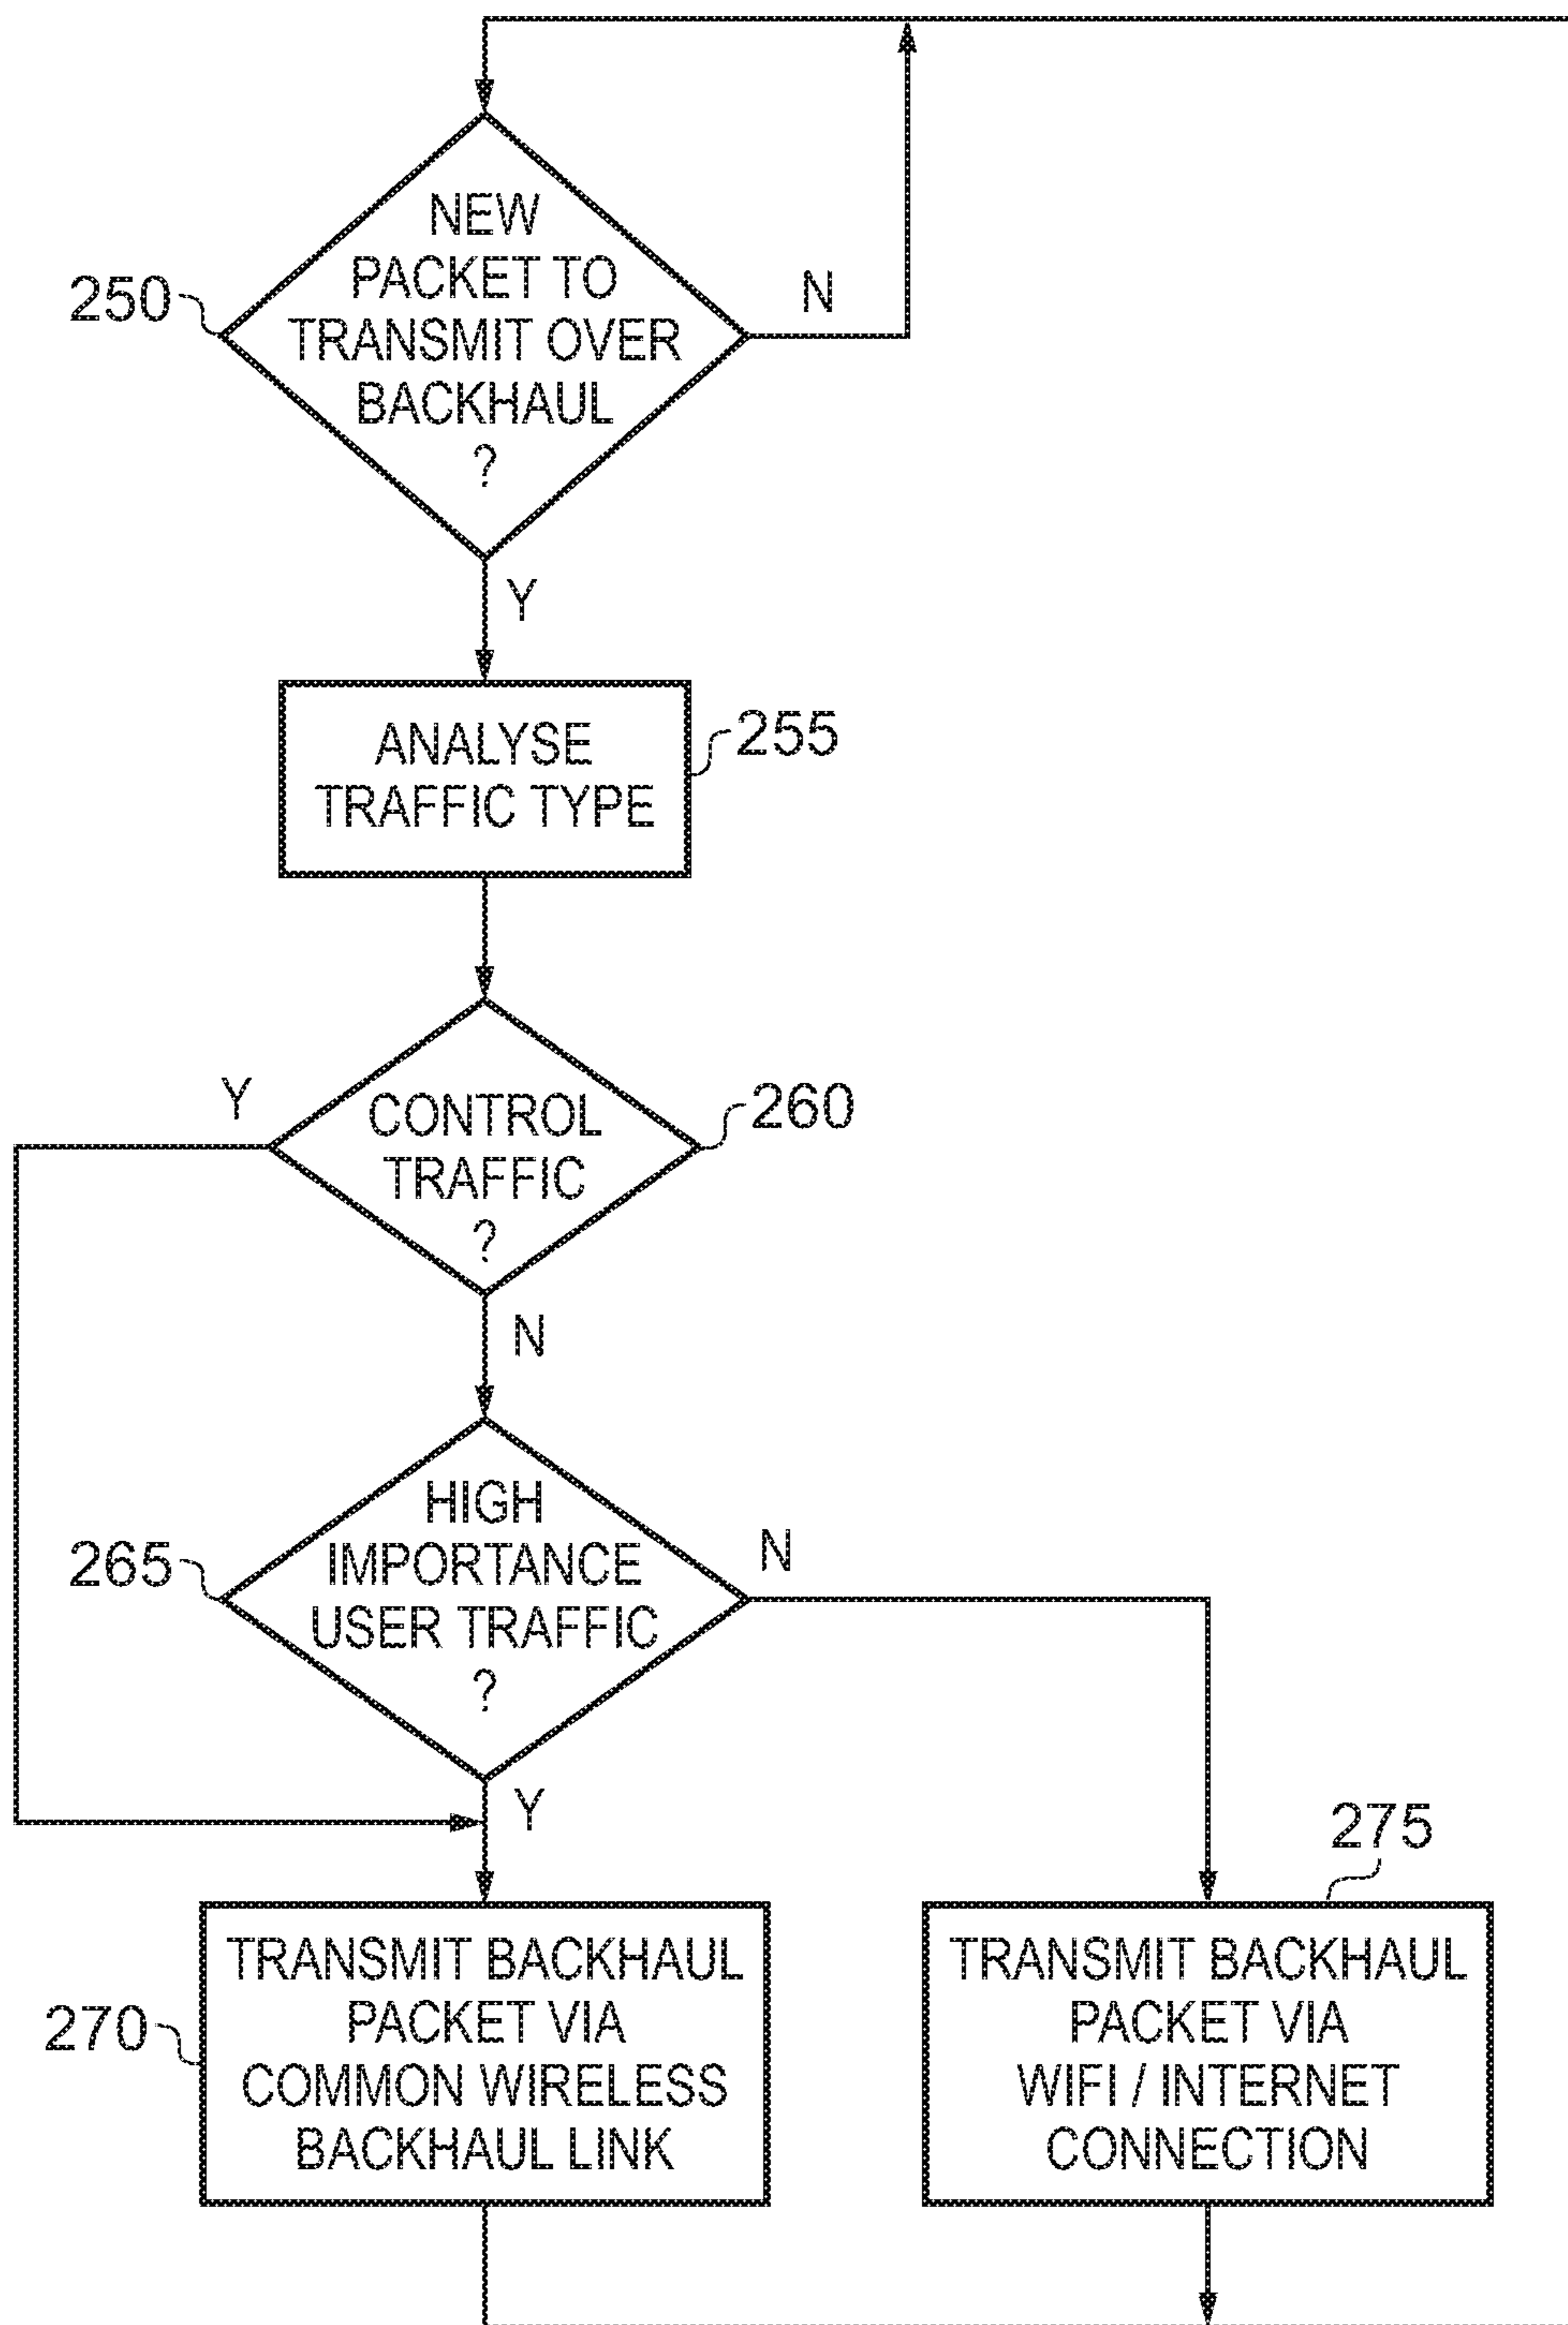 NEW
PACKET TO
TRANSMIT OVER
BACKHAUL
?
250
N
Y
ANALYSE
TRAFFIC TYPE
255
Y
CONTROL
TRAFFIC
?
260
N
HIGH
IMPORTANCE
USER TRAFFIC
?
265
N
Y
275
TRANSMIT BACKHAUL
PACKET VIA
COMMON WIRELESS
BACKHAUL LINK
270
TRANSMIT BACKHAUL
PACKET VIA
WIFI / INTERNET
CONNECTION